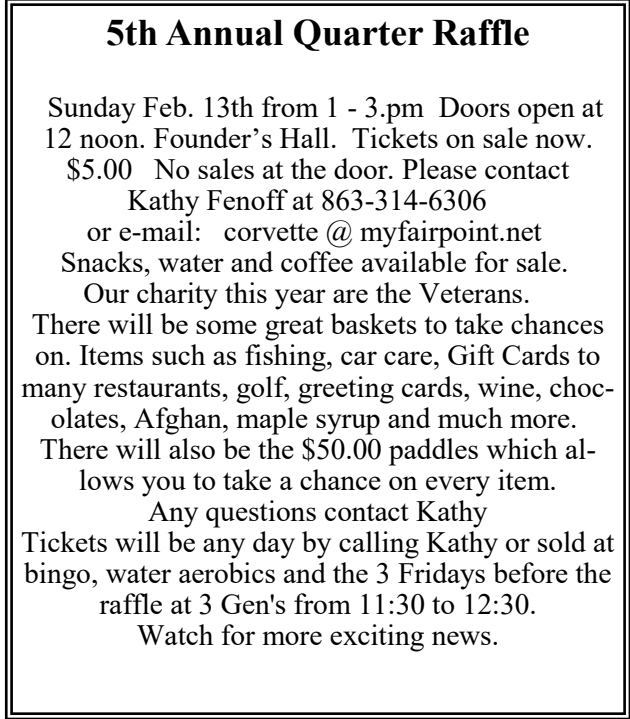 5th Annual Quarter Raffle
Sunday Feb. 13th from 1 - 3.pm  Doors open at
12 noon. Founder’s Hall.  Tickets on sale now.
$5.00   No sales at the door. Please contact
Kathy Fenoff at 863-314-6306
or e-mail:   corvette @ myfairpoint.net
Snacks, water and coffee available for sale.
Our charity this year are the Veterans.
There will be some great baskets to take chances
on. Items such as fishing, car care, Gift Cards to
many restaurants, golf, greeting cards, wine, choc-
olates, Afghan, maple syrup and much more.
There will also be the $50.00 paddles which al-
lows you to take a chance on every item.
Any questions contact Kathy
Tickets will be any day by calling Kathy or sold at
bingo, water aerobics and the 3 Fridays before the
raffle at 3 Gen's from 11:30 to 12:30.
Watch for more exciting news.